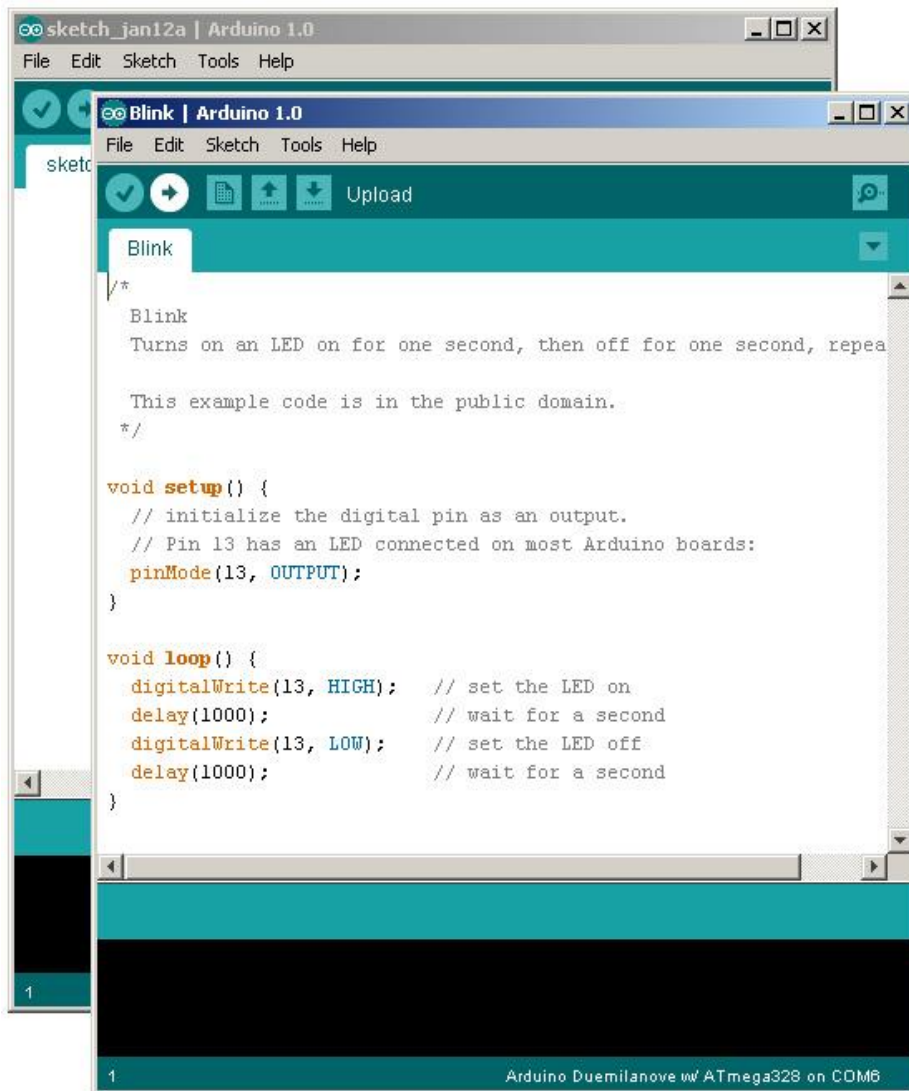 sketch_jan12a | Arduino 1.0
File Edit Sketch Tools Help
sketc
1
Blink | Arduino 1.0
File Edit Sketch Tools Help
Upload
Blink
/*
  Blink
  Turns on an LED on for one second, then off for one second, repea

  This example code is in the public domain.
 */

void setup() {
  // initialize the digital pin as an output.
  // Pin 13 has an LED connected on most Arduino boards:
  pinMode(13, OUTPUT);
}

void loop() {
  digitalWrite(13, HIGH);   // set the LED on
  delay(1000);              // wait for a second
  digitalWrite(13, LOW);    // set the LED off
  delay(1000);              // wait for a second
}
1
Arduino Duemilanove w/ ATmega328 on COM6